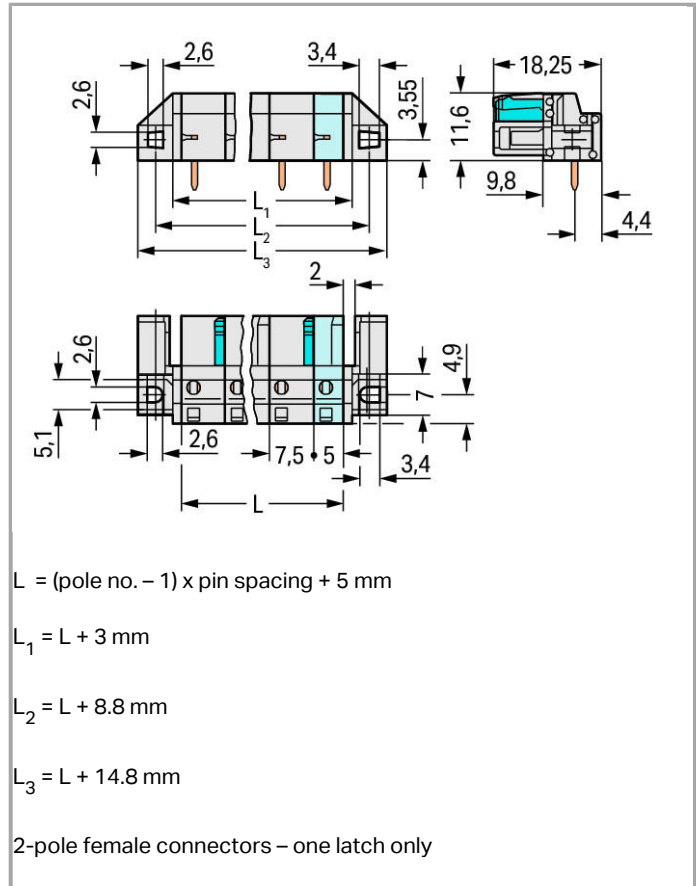 2,6
3,4
18,25
2,6
3,55
11,6
9,8
4,4
L1
L2
L3
2
2,6
4,9
7
5,1
2,6
7,5
5
3,4
L
L = (pole no. – 1) x pin spacing + 5 mm
L1 = L + 3 mm
L2 = L + 8.8 mm
L3 = L + 14.8 mm
2-pole female connectors – one latch only